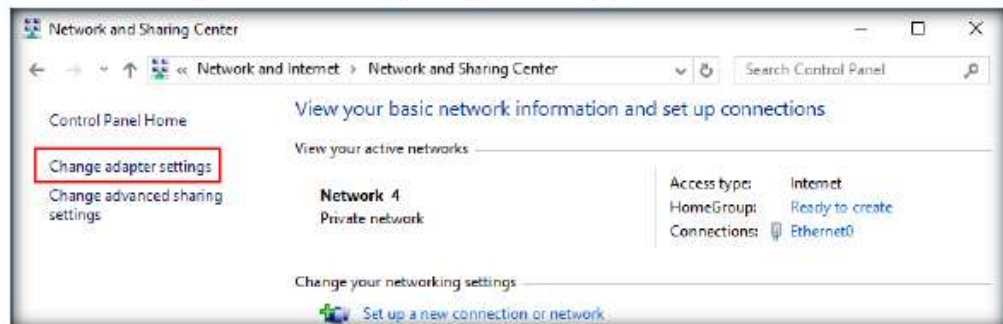 Network and Sharing Center
« Network and Internet > Network and Sharing Center
Search Control Panel
Control Panel Home
Change adapter settings
Change advanced sharing
settings
View your basic network information and set up connections
View your active networks
Network 4
Private network
Access type: Internet
HomeGroup: Ready to create
Connections: Ethernet0
Change your networking settings
Set up a new connection or network